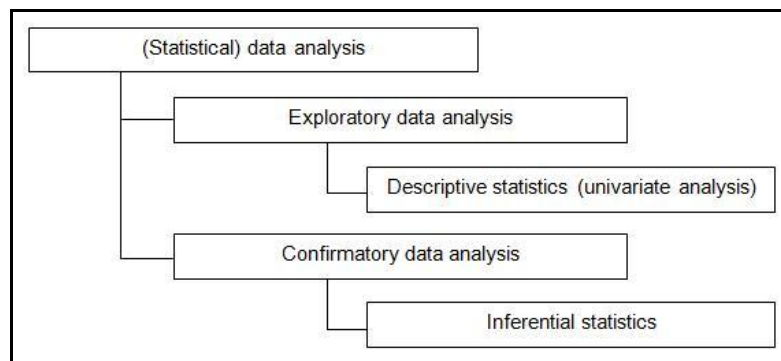 (Statistical) data analysis
Exploratory data analysis
Descriptive statistics (univariate analysis)
Confirmatory data analysis
Inferential statistics